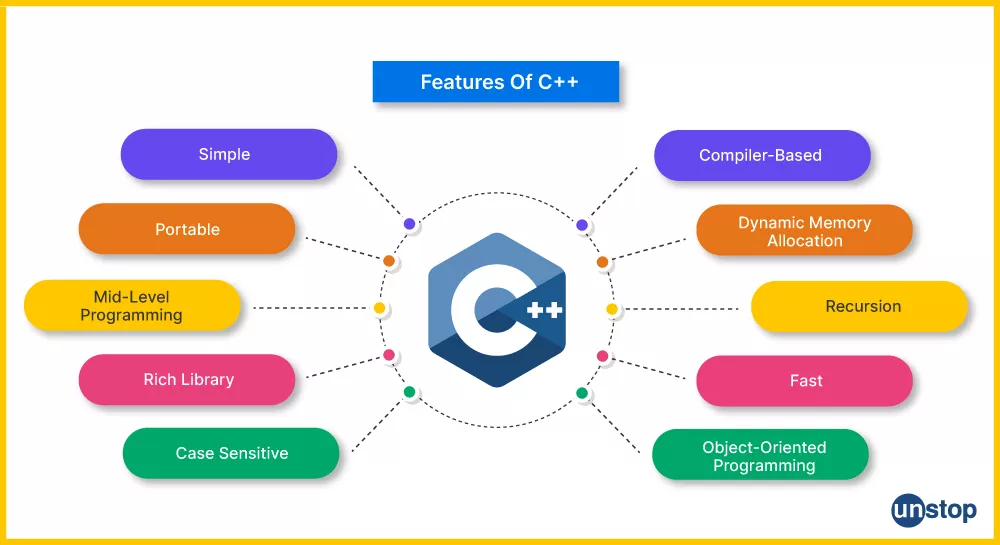 Features Of C++
Simple
Portable
Mid-Level
Programming
Rich Library
Case Sensitive
C++
Compiler-Based
Dynamic Memory
Allocation
Recursion
Fast
Object-Oriented
Programming
unstop